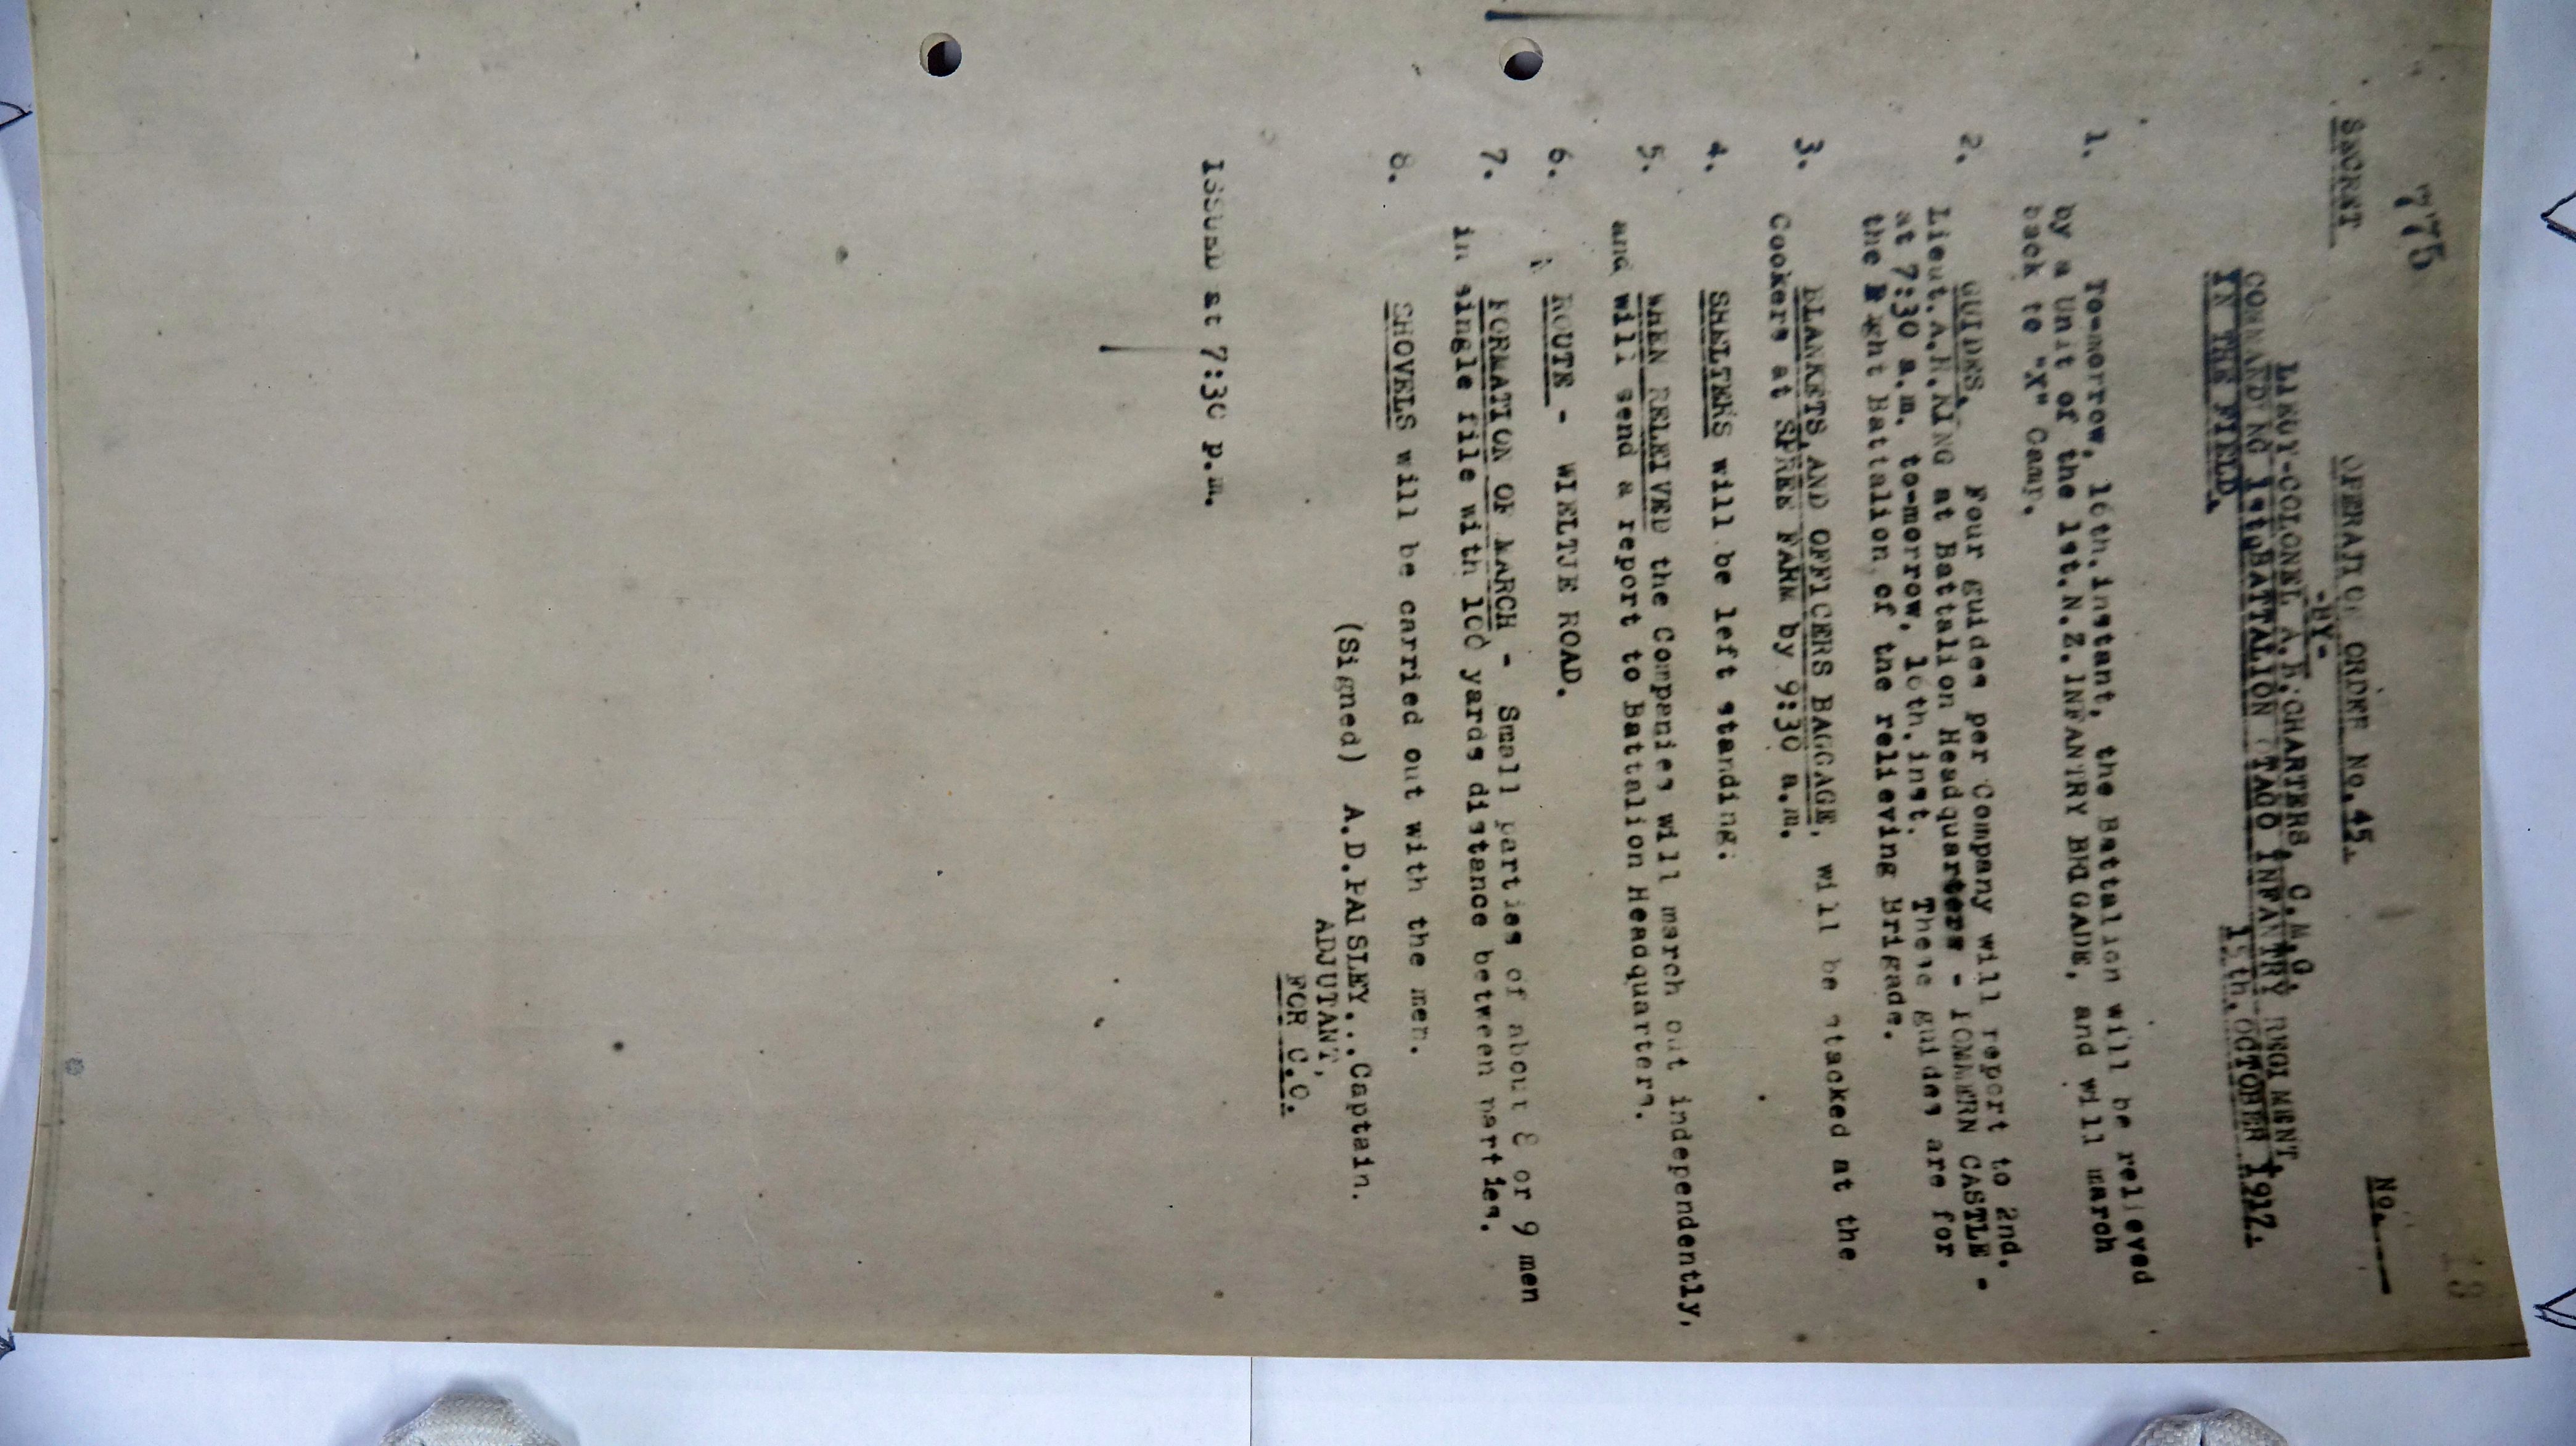 775
18
SECRET
No.
OPERATION ORDER No.45.
-BY-
LIEUT-COLONEL A.B.CHARTERS, C.M.G.
COMMANDING 1st.BATTALION OTAGO INFANTRY REGIMENT.
IN THE FIELD. 15th.OCTOBER 1917.
1. To-morrow, 16th.instant, the Battalion will be relieved
by a Unit of the 1st.N.Z.INFANTRY BRIGADE, and will march
back to "X" Camp.
2. GUIDES. Four guides per Company will report to 2nd.
Lieut.A.H.KING at Battalion Headquarters - POMMERN CASTLE -
at 7:30 a.m. to-morrow, 16th.inst. These guides are for
the Right Battalion of the relieving Brigade.
3. BLANKETS AND OFFICERS BAGGAGE, will be stacked at the
Cookers at SPREE FARM by 9:30 a.m.
4. SHELTERS will be left standing.
5. WHEN RELEIVED the Companies will march out independently,
and will send a report to Battalion Headquarters.
6. ROUTE - WIELTJE ROAD.
7. FORMATION OF MARCH - Small parties of about 8 or 9 men
in single file with 100 yards distance between parties.
8. SHOVELS will be carried out with the men.
(Signed) A.D.PAISLEY...Captain.
ADJUTANT,
FOR C.O.
Issued at 7:30 p.m.